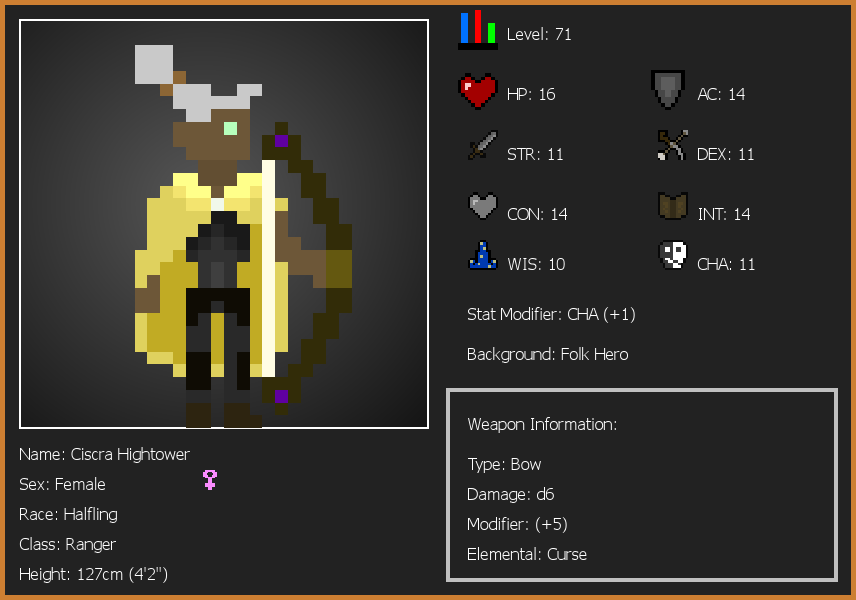 Level: 71
HP: 16
AC: 14
STR: 11
DEX: 11
CON: 14
INT: 14
WIS: 10
CHA: 11
Stat Modifier: CHA (+1)
Background: Folk Hero
Weapon Information:
Type: Bow
Damage: d6
Modifier: (+5)
Elemental: Curse
Name: Ciscra Hightower
Sex: Female
Race: Halfling
Class: Ranger
Height: 127cm (4'2")